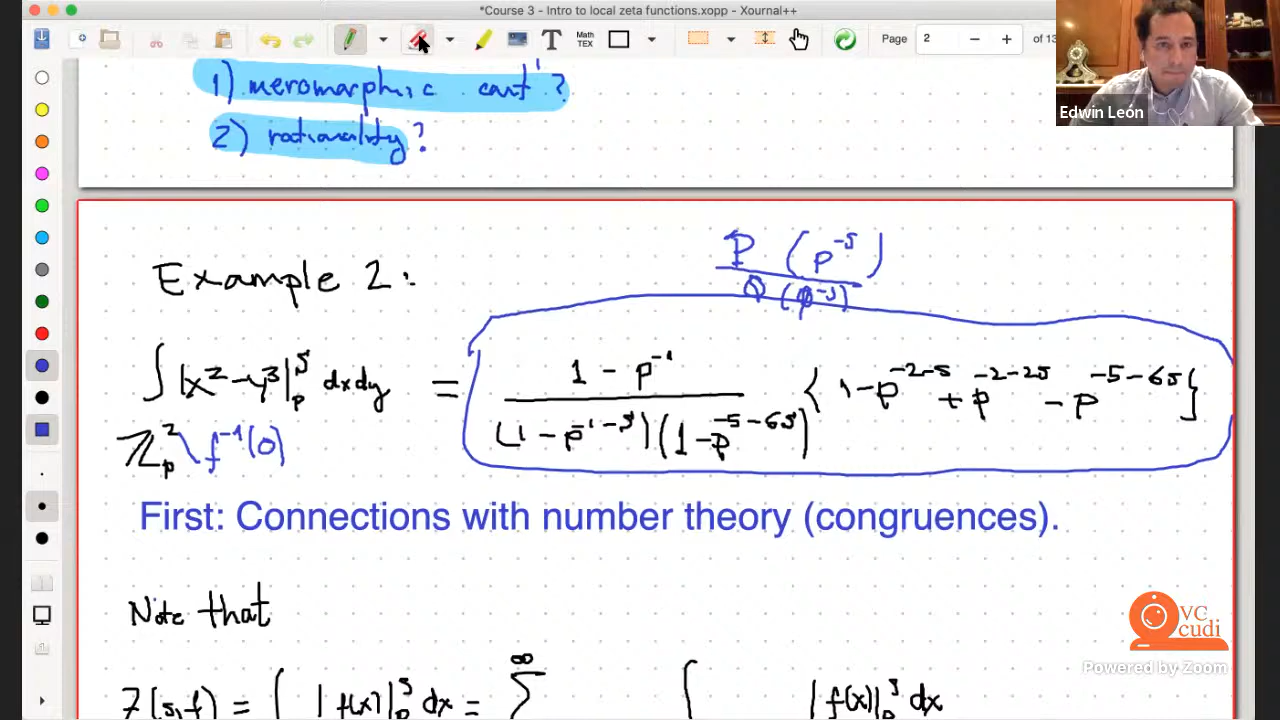 *Course 3 - Intro to local zeta functions.xopp - Xournal++
Math TEX
Page 2 of 13
Edwin León
1) meromorphic cont' ?
2) rationality ?
Example 2:
P (p^{-s})
Q (p^{-s})
∫ |x^2 - y^3|_p^s dxdy = 1 - p^{-1} { 1 - p^{-2-s} + p^{-2-2s} - p^{-5-6s} }
ℤ_p^2 \ f^{-1}(0) (1 - p^{-1-s})(1 - p^{-5-6s})
First: Connections with number theory (congruences).
Note that
Z(s,f) = ∫ |f(x)|_p^s dx = ∑^∞ ∫ |f(x)|_p^s dx
VC
cudi
Powered by Zoom